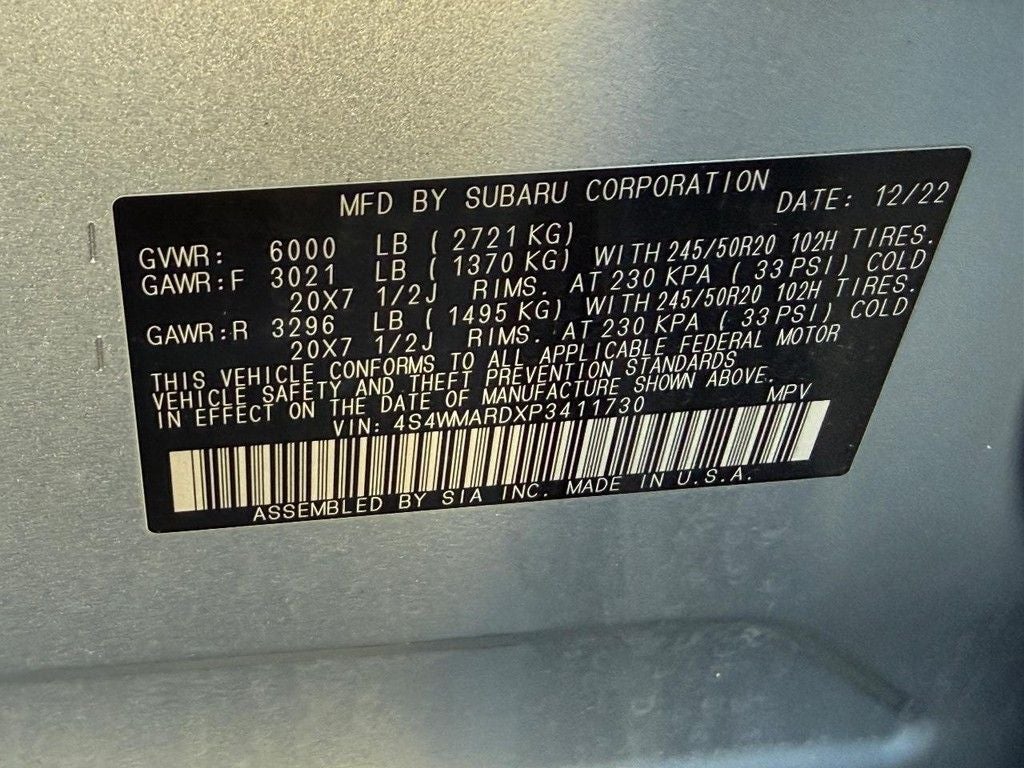 MFD BY SUBARU CORPORATION DATE: 12/22
GVWR: 6000 LB ( 2721 KG)
GAWR:F 3021 LB ( 1370 KG) WITH 245/50R20 102H TIRES.
20X7 1/2J RIMS. AT 230 KPA ( 33 PSI) COLD
GAWR:R 3296 LB ( 1495 KG) WITH 245/50R20 102H TIRES.
20X7 1/2J RIMS. AT 230 KPA ( 33 PSI) COLD
THIS VEHICLE CONFORMS TO ALL APPLICABLE FEDERAL MOTOR
VEHICLE SAFETY AND THEFT PREVENTION STANDARDS
IN EFFECT ON THE DATE OF MANUFACTURE SHOWN ABOVE.
VIN: 4S4WMARDXP3411730 MPV
ASSEMBLED BY SIA INC. MADE IN U.S.A.